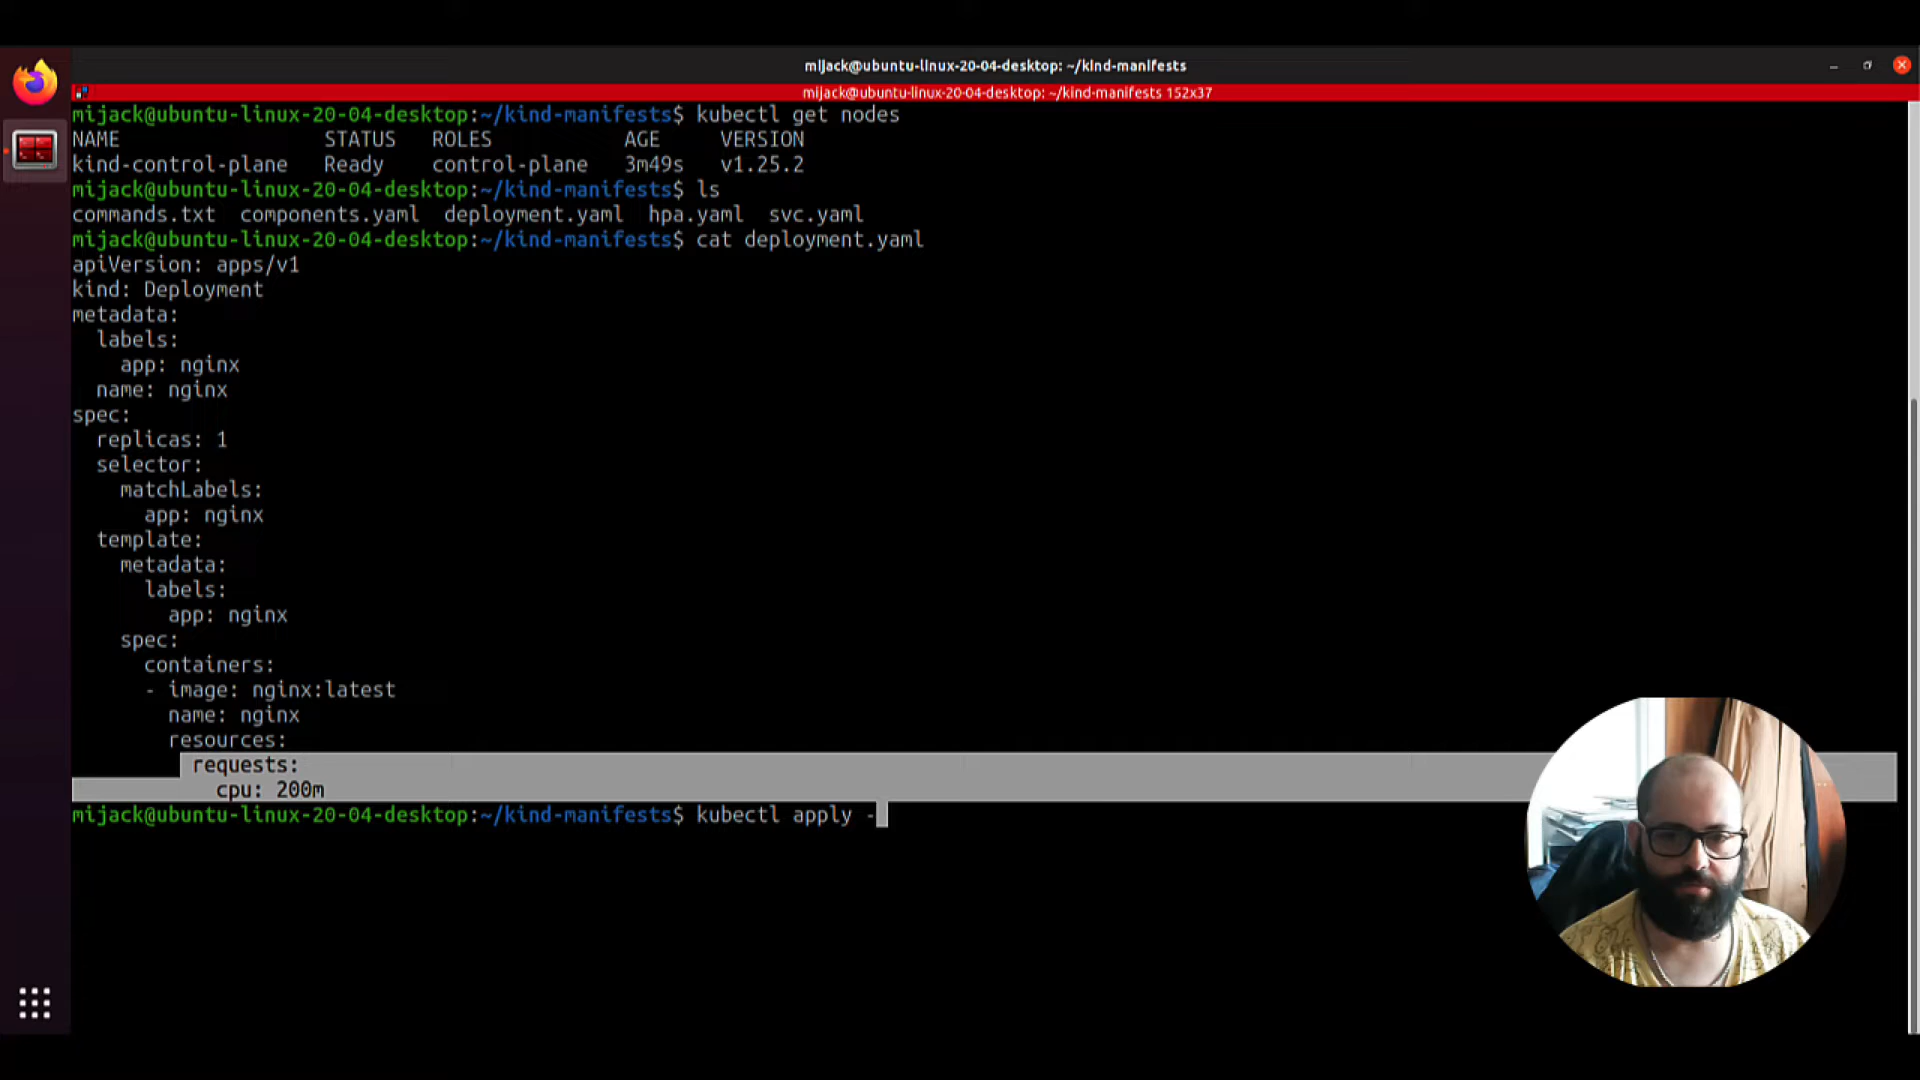 mijack@ubuntu-linux-20-04-desktop: ~/kind-manifests
mijack@ubuntu-linux-20-04-desktop: ~/kind-manifests 152x37
mijack@ubuntu-linux-20-04-desktop:~/kind-manifests$ kubectl get nodes
NAME STATUS ROLES AGE VERSION
kind-control-plane Ready control-plane 3m49s v1.25.2
mijack@ubuntu-linux-20-04-desktop:~/kind-manifests$ ls
commands.txt components.yaml deployment.yaml hpa.yaml svc.yaml
mijack@ubuntu-linux-20-04-desktop:~/kind-manifests$ cat deployment.yaml
apiVersion: apps/v1
kind: Deployment
metadata:
  labels:
    app: nginx
  name: nginx
spec:
  replicas: 1
  selector:
    matchLabels:
      app: nginx
  template:
    metadata:
      labels:
        app: nginx
    spec:
      containers:
      - image: nginx:latest
        name: nginx
        resources:
          requests:
            cpu: 200m
mijack@ubuntu-linux-20-04-desktop:~/kind-manifests$ kubectl apply -